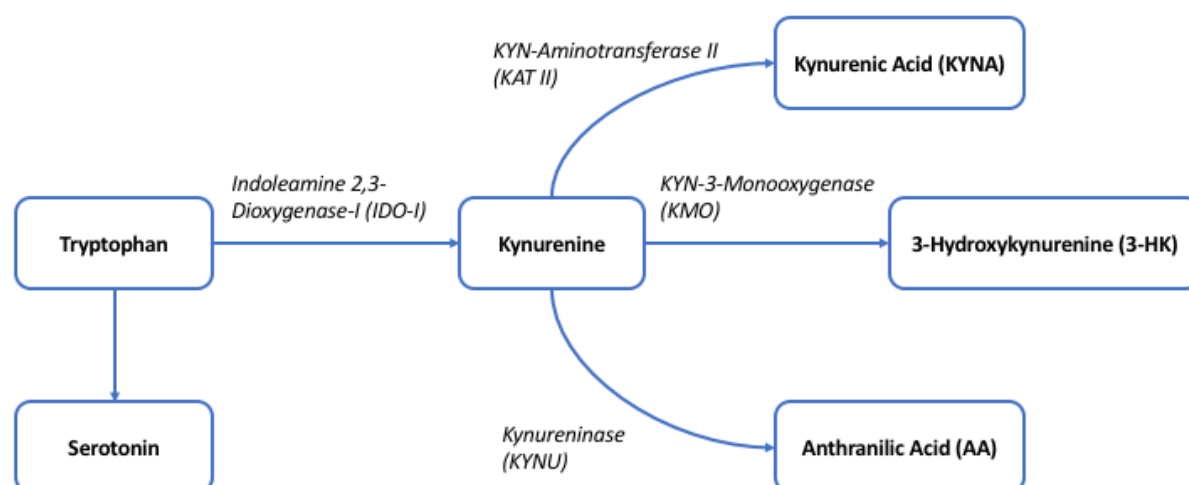 KYN-Aminotransferase II
(KAT II)
Kynurenic Acid (KYNA)
Indoleamine 2,3-
Dioxygenase-I (IDO-I)
KYN-3-Monooxygenase
(KMO)
Tryptophan
Kynurenine
3-Hydroxykynurenine (3-HK)
Serotonin
Kynureninase
(KYNU)
Anthranilic Acid (AA)